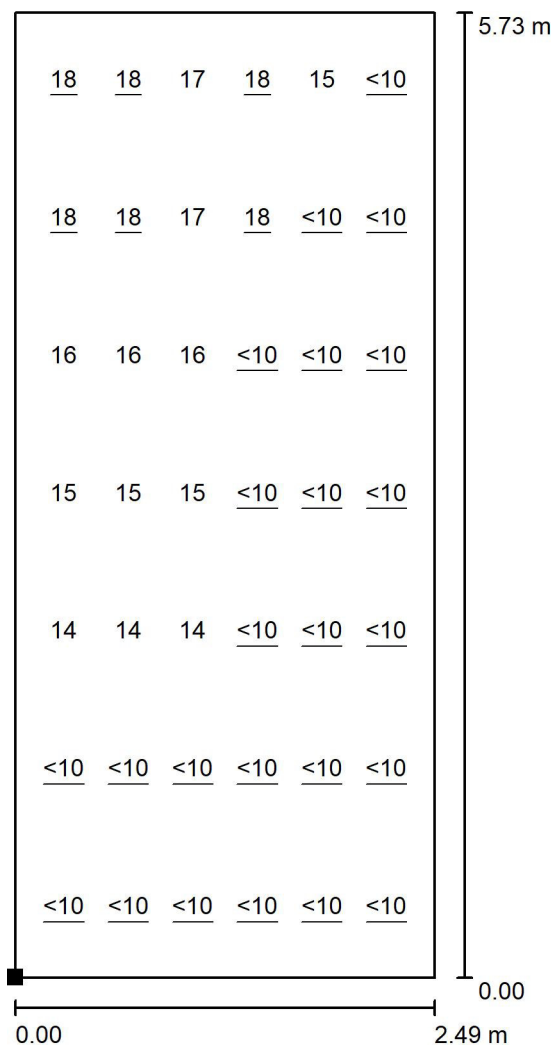 5.73 m
18 18 17 18 15 <10
18 18 17 18 <10 <10
16 16 16 <10 <10 <10
15 15 15 <10 <10 <10
14 14 14 <10 <10 <10
<10 <10 <10 <10 <10 <10
<10 <10 <10 <10 <10 <10
0.00
0.00 2.49 m